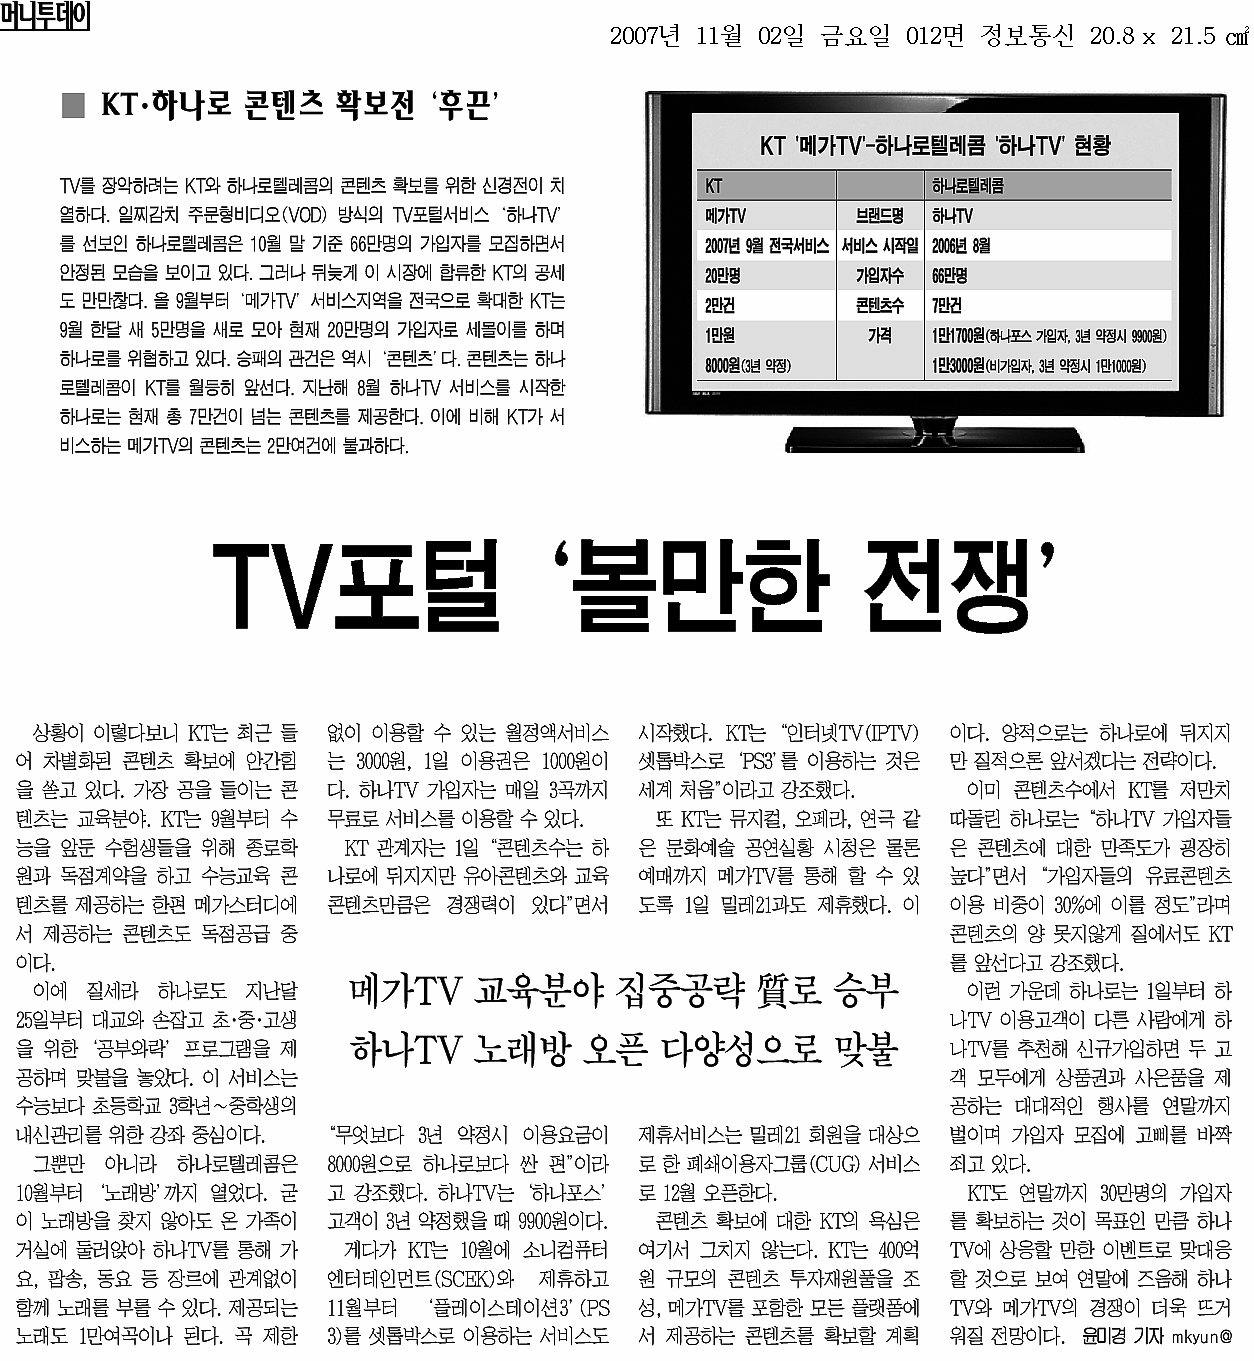 머니투데이
2007년 11월 02일 금요일 012면 정보통신 20.8 x 21.5 ㎠
■ KT·하나로 콘텐츠 확보전 ‘후끈’
TV를 장악하려는 KT와 하나로텔레콤의 콘텐츠 확보를 위한 신경전이 치
열하다. 일찌감치 주문형비디오(VOD) 방식의 TV포털서비스 ‘하나TV’
를 선보인 하나로텔레콤은 10월 말 기준 66만명의 가입자를 모집하면서
안정된 모습을 보이고 있다. 그러나 뒤늦게 이 시장에 합류한 KT의 공세
도 만만찮다. 올 9월부터 ‘메가TV’ 서비스지역을 전국으로 확대한 KT는
9월 한달 새 5만명을 새로 모아 현재 20만명의 가입자로 세몰이를 하며
하나로를 위협하고 있다. 승패의 관건은 역시 ‘콘텐츠’다. 콘텐츠는 하나
로텔레콤이 KT를 월등히 앞선다. 지난해 8월 하나TV 서비스를 시작한
하나로는 현재 총 7만건이 넘는 콘텐츠를 제공한다. 이에 비해 KT가 서
비스하는 메가TV의 콘텐츠는 2만여건에 불과하다.
KT ‘메가TV’-하나로텔레콤 ‘하나TV’ 현황
KT 하나로텔레콤
메가TV 브랜드명 하나TV
2007년 9월 전국서비스 서비스 시작일 2006년 8월
20만명 가입자수 66만명
2만건 콘텐츠수 7만건
1만원 가격 1만1700원(하나포스 가입자, 3년 약정시 9900원)
8000원(3년 약정) 1만3000원(비가입자, 3년 약정시 1만1000원)
TV포털 ‘볼만한 전쟁’
상황이 이렇다보니 KT는 최근 들
어 차별화된 콘텐츠 확보에 안간힘
을 쏟고 있다. 가장 공을 들이는 콘
텐츠는 교육분야. KT는 9월부터 수
능을 앞둔 수험생들을 위해 종로학
원과 독점계약을 하고 수능교육 콘
텐츠를 제공하는 한편 메가스터디에
서 제공하는 콘텐츠도 독점공급 중
이다.
이에 질세라 하나로도 지난달
25일부터 대교와 손잡고 초·중·고생
을 위한 ‘공부와락’ 프로그램을 제
공하며 맞불을 놓았다. 이 서비스는
수능보다 초등학교 3학년～중학생의
내신관리를 위한 강좌 중심이다.
그뿐만 아니라 하나로텔레콤은
10월부터 ‘노래방’까지 열었다. 굳
이 노래방을 찾지 않아도 온 가족이
거실에 둘러앉아 하나TV를 통해 가
요, 팝송, 동요 등 장르에 관계없이
함께 노래를 부를 수 있다. 제공되는
노래도 1만여곡이나 된다. 곡 제한
없이 이용할 수 있는 월정액서비스
는 3000원, 1일 이용권은 1000원이
다. 하나TV 가입자는 매일 3곡까지
무료로 서비스를 이용할 수 있다.
KT 관계자는 1일 “콘텐츠수는 하
나로에 뒤지지만 유아콘텐츠와 교육
콘텐츠만큼은 경쟁력이 있다”면서
메가TV 교육분야 집중공략 質로 승부
하나TV 노래방 오픈 다양성으로 맞불
“무엇보다 3년 약정시 이용요금이
8000원으로 하나로보다 싼 편”이라
고 강조했다. 하나TV는 ‘하나포스’
고객이 3년 약정했을 때 9900원이다.
게다가 KT는 10월에 소니컴퓨터
엔터테인먼트(SCEK)와 제휴하고
11월부터 ‘플레이스테이션3’(PS
3)를 셋톱박스로 이용하는 서비스도
시작했다. KT는 “인터넷TV(IPTV)
셋톱박스로 ‘PS3’를 이용하는 것은
세계 처음”이라고 강조했다.
또 KT는 뮤지컬, 오페라, 연극 같
은 문화예술 공연실황 시청은 물론
예매까지 메가TV를 통해 할 수 있
도록 1일 밀레21과도 제휴했다. 이
제휴서비스는 밀레21 회원을 대상으
로 한 폐쇄이용자그룹(CUG) 서비스
로 12월 오픈한다.
콘텐츠 확보에 대한 KT의 욕심은
여기서 그치지 않는다. KT는 400억
원 규모의 콘텐츠 투자재원풀을 조
성, 메가TV를 포함한 모든 플랫폼에
서 제공하는 콘텐츠를 확보할 계획
이다. 양적으로는 하나로에 뒤지지
만 질적으론 앞서겠다는 전략이다.
이미 콘텐츠수에서 KT를 저만치
따돌린 하나로는 “하나TV 가입자들
은 콘텐츠에 대한 만족도가 굉장히
높다”면서 “가입자들의 유료콘텐츠
이용 비중이 30%에 이를 정도”라며
콘텐츠의 양 못지않게 질에서도 KT
를 앞선다고 강조했다.
이런 가운데 하나로는 1일부터 하
나TV 이용고객이 다른 사람에게 하
나TV를 추천해 신규가입하면 두 고
객 모두에게 상품권과 사은품을 제
공하는 대대적인 행사를 연말까지
벌이며 가입자 모집에 고삐를 바짝
죄고 있다.
KT도 연말까지 30만명의 가입자
를 확보하는 것이 목표인 만큼 하나
TV에 상응할 만한 이벤트로 맞대응
할 것으로 보여 연말에 즈음해 하나
TV와 메가TV의 경쟁이 더욱 뜨거
워질 전망이다. 윤미경 기자 mkyun@